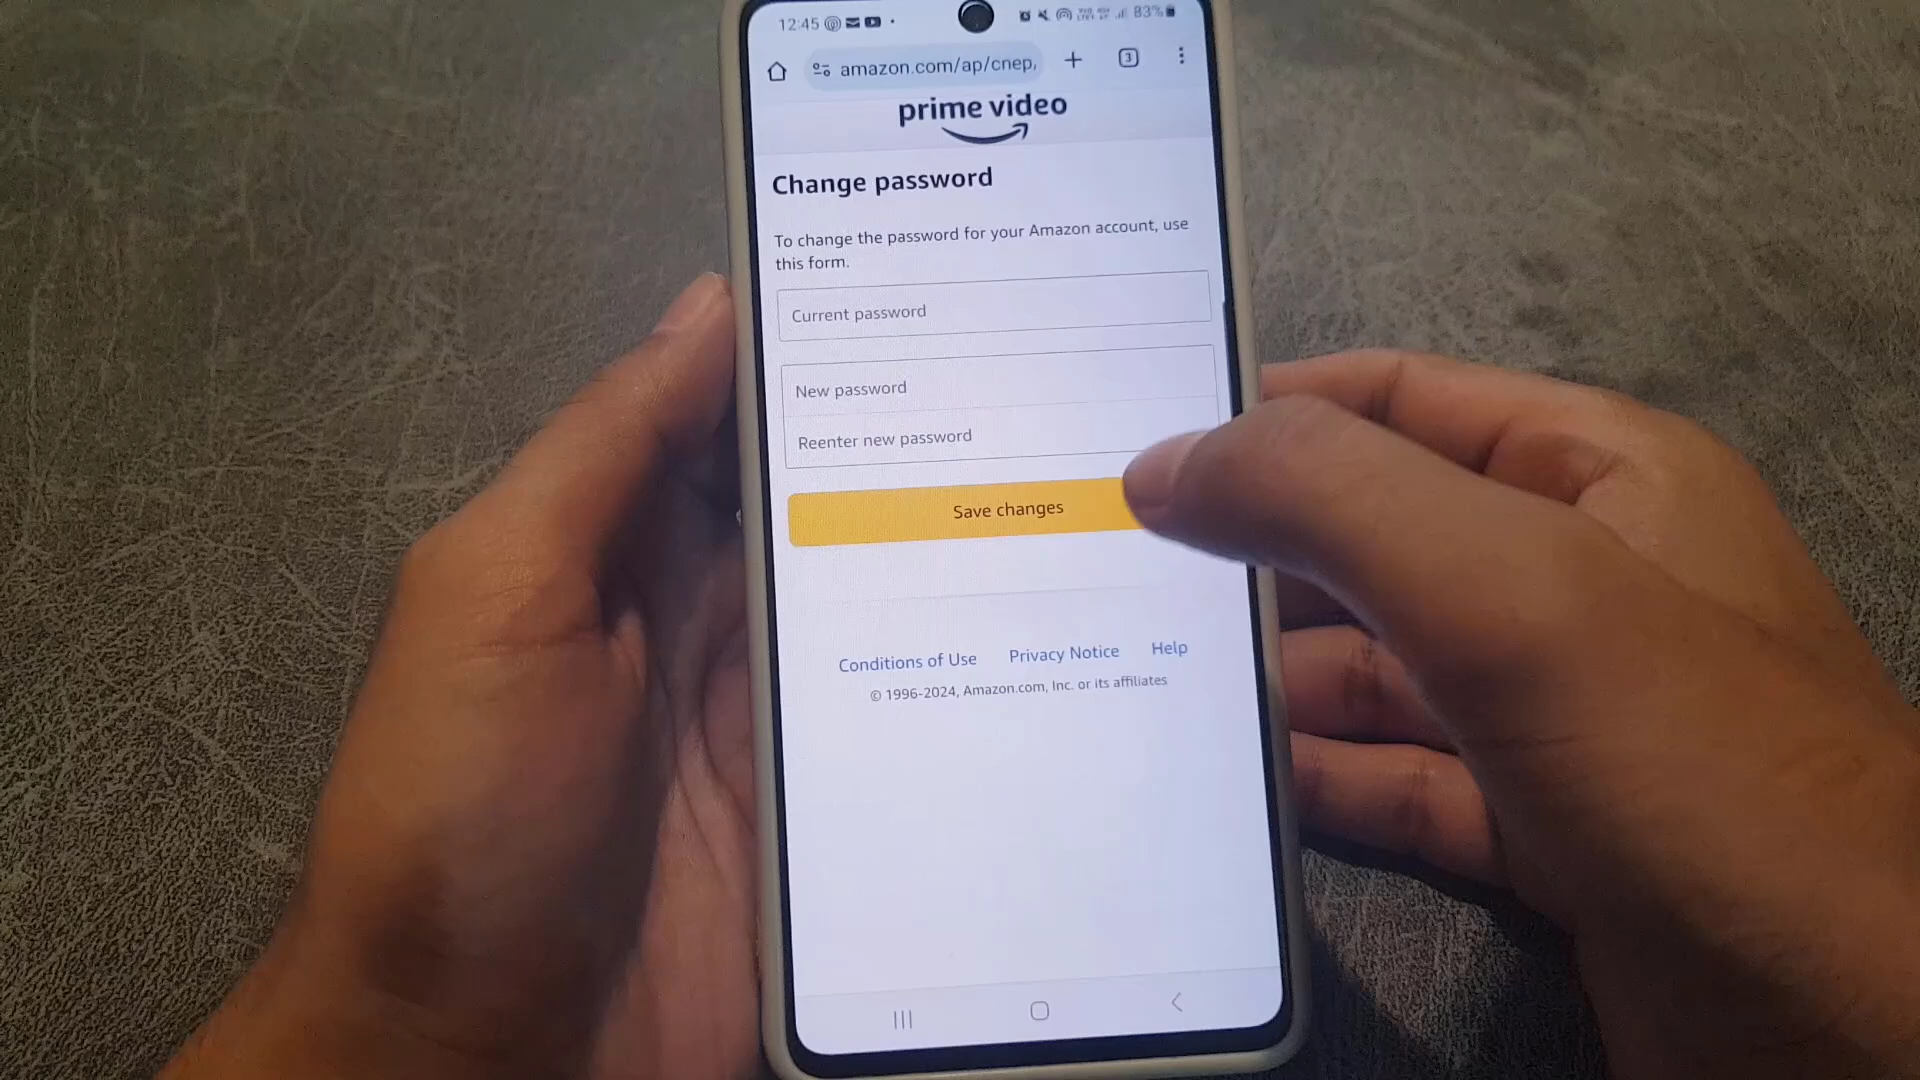 12:45
83%
amazon.com/ap/cnep,
3
prime video
Change password
To change the password for your Amazon account, use
this form.
Current password
New password
Reenter new password
Save changes
Conditions of Use Privacy Notice Help
© 1996-2024, Amazon.com, Inc. or its affiliates